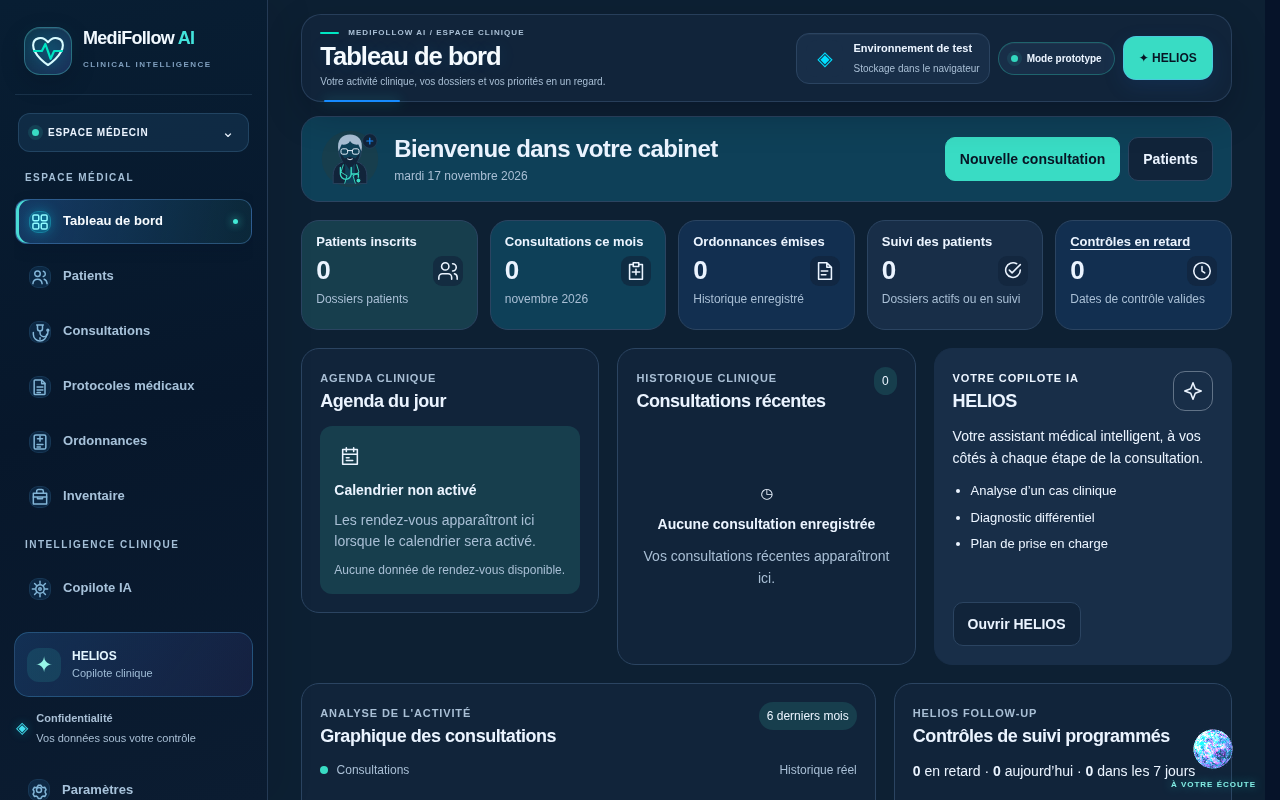 MediFollow AI
CLINICAL INTELLIGENCE
ESPACE MÉDECIN
ESPACE MÉDICAL
Tableau de bord
Patients
Consultations
Protocoles médicaux
Ordonnances
Inventaire
INTELLIGENCE CLINIQUE
Copilote IA
HELIOS
Copilote clinique
Confidentialité
Vos données sous votre contrôle
Paramètres
MEDIFOLLOW AI / ESPACE CLINIQUE
Tableau de bord
Votre activité clinique, vos dossiers et vos priorités en un regard.
Environnement de test
Stockage dans le navigateur
Mode prototype
✦ HELIOS
Bienvenue dans votre cabinet
mardi 17 novembre 2026
Nouvelle consultation
Patients
Patients inscrits
0
Dossiers patients
Consultations ce mois
0
novembre 2026
Ordonnances émises
0
Historique enregistré
Suivi des patients
0
Dossiers actifs ou en suivi
Contrôles en retard
0
Dates de contrôle valides
AGENDA CLINIQUE
Agenda du jour
Calendrier non activé
Les rendez-vous apparaîtront ici
lorsque le calendrier sera activé.
Aucune donnée de rendez-vous disponible.
HISTORIQUE CLINIQUE
0
Consultations récentes
Aucune consultation enregistrée
Vos consultations récentes apparaîtront
ici.
VOTRE COPILOTE IA
HELIOS
Votre assistant médical intelligent, à vos
côtés à chaque étape de la consultation.
• Analyse d’un cas clinique
• Diagnostic différentiel
• Plan de prise en charge
Ouvrir HELIOS
ANALYSE DE L'ACTIVITÉ
6 derniers mois
Graphique des consultations
Consultations
Historique réel
HELIOS FOLLOW-UP
Contrôles de suivi programmés
0 en retard · 0 aujourd’hui · 0 dans les 7 jours
À VOTRE ÉCOUTE